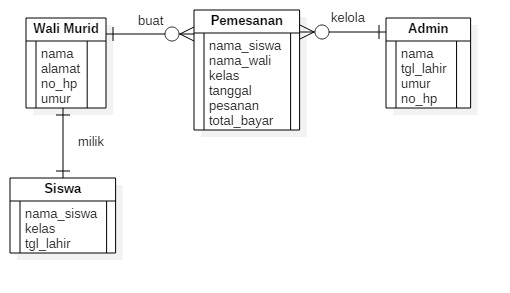 Wali Murid
nama
alamat
no_hp
umur
buat
Pemesanan
nama_siswa
nama_wali
kelas
tanggal
pesanan
total_bayar
kelola
Admin
nama
tgl_lahir
umur
no_hp
milik
Siswa
nama_siswa
kelas
tgl_lahir